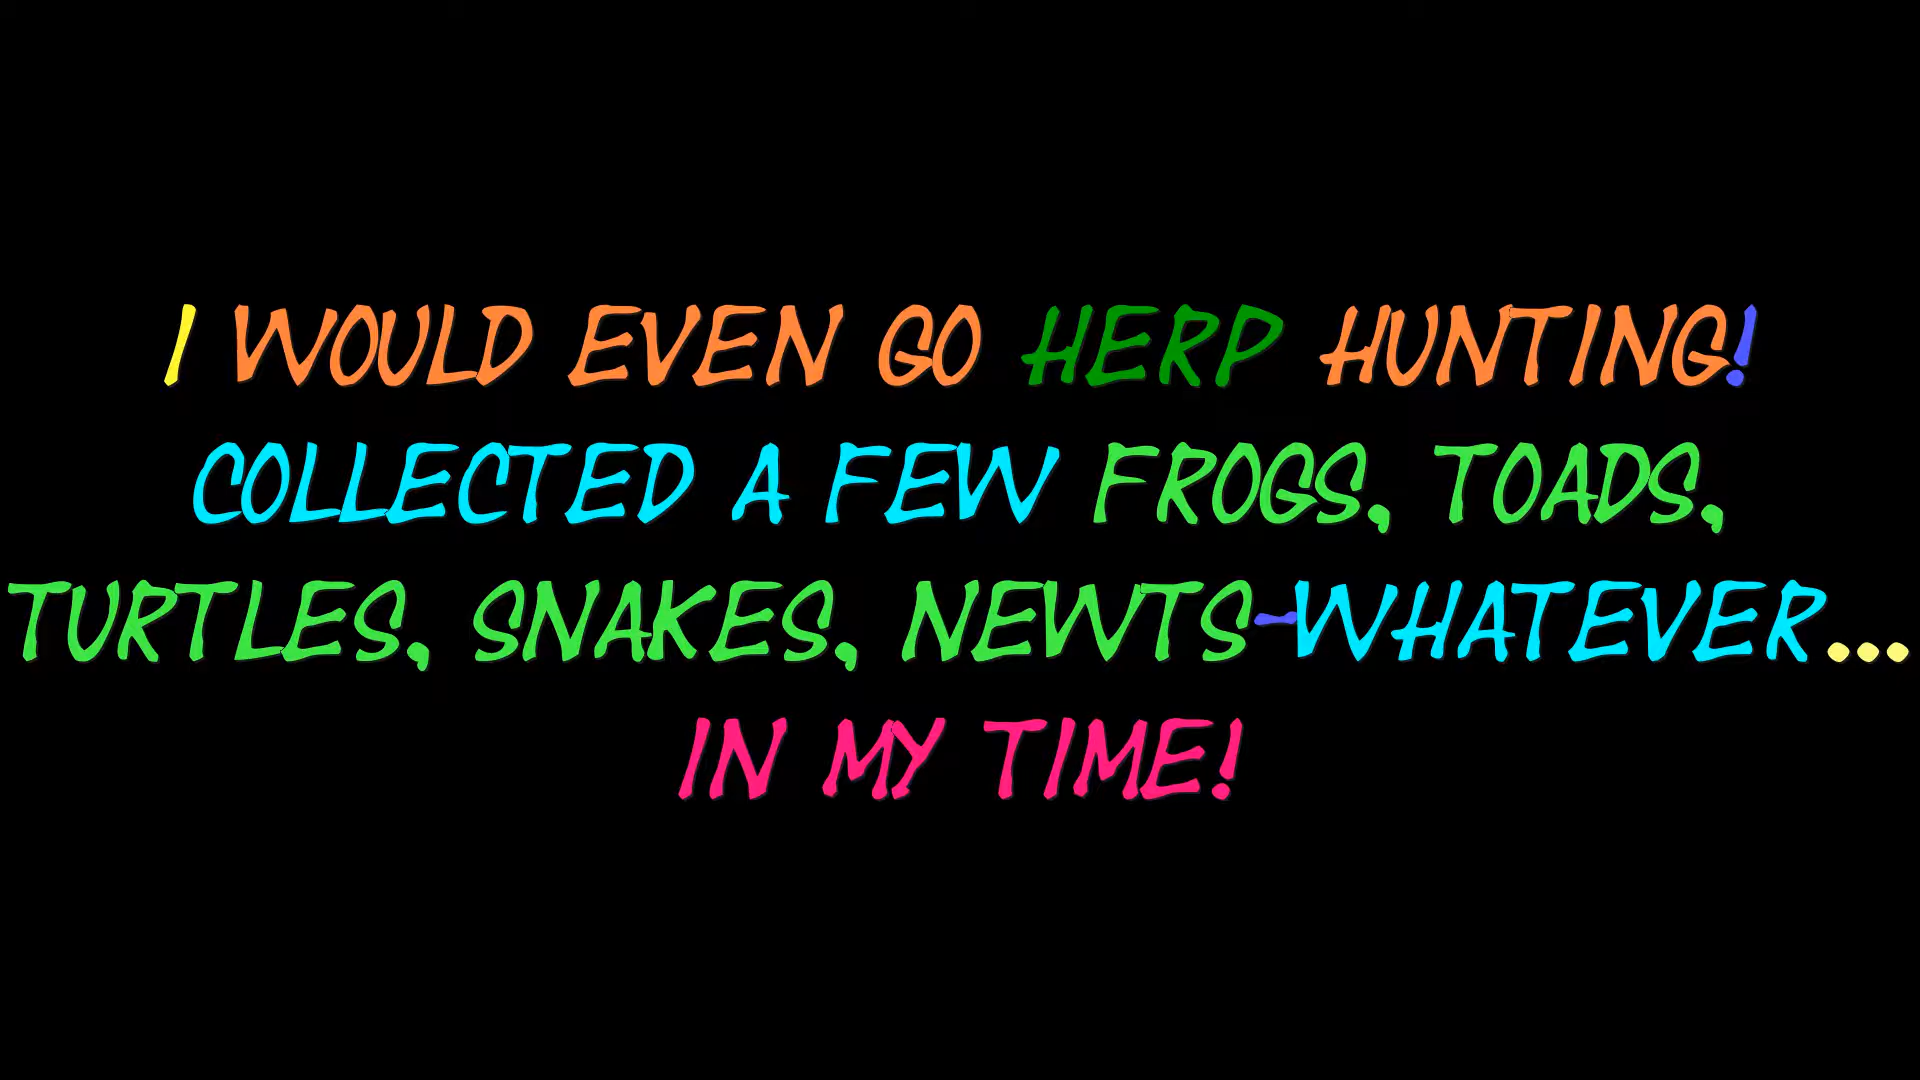 I WOULD EVEN GO HERP HUNTING!
COLLECTED A FEW FROGS, TOADS,
TURTLES, SNAKES, NEWTS-WHATEVER...
IN MY TIME!